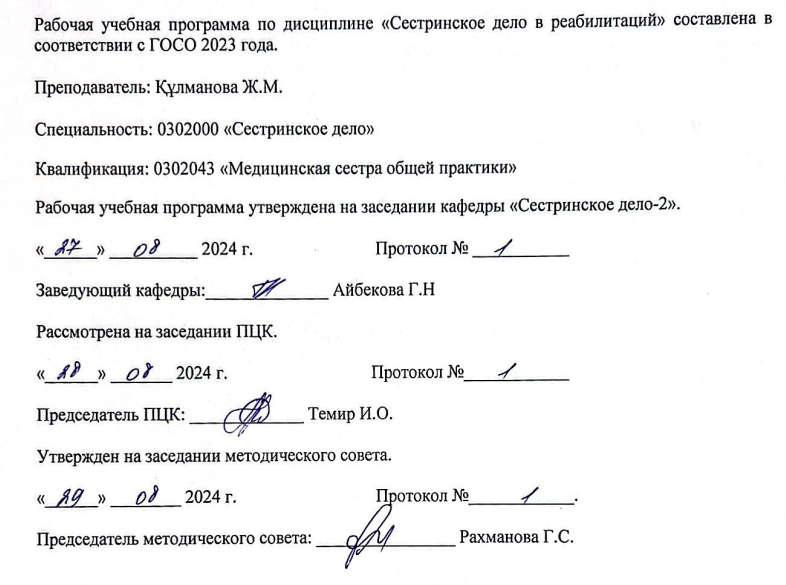 Рабочая учебная программа по дисциплине «Сестринское дело в реабилитаций» составлена в
соответствии с ГОСО 2023 года.
Преподаватель: Құлманова Ж.М.
Специальность: 0302000 «Сестринское дело»
Квалификация: 0302043 «Медицинская сестра общей практики»
Рабочая учебная программа утверждена на заседании кафедры «Сестринское дело-2».
«27» 08 2024 г. Протокол № 1
Заведующий кафедры: Айбекова Г.Н
Рассмотрена на заседании ПЦК.
«28» 08 2024 г. Протокол № 1
Председатель ПЦК: Темир И.О.
Утвержден на заседании методического совета.
«29» 08 2024 г. Протокол № 1.
Председатель методического совета: Рахманова Г.С.